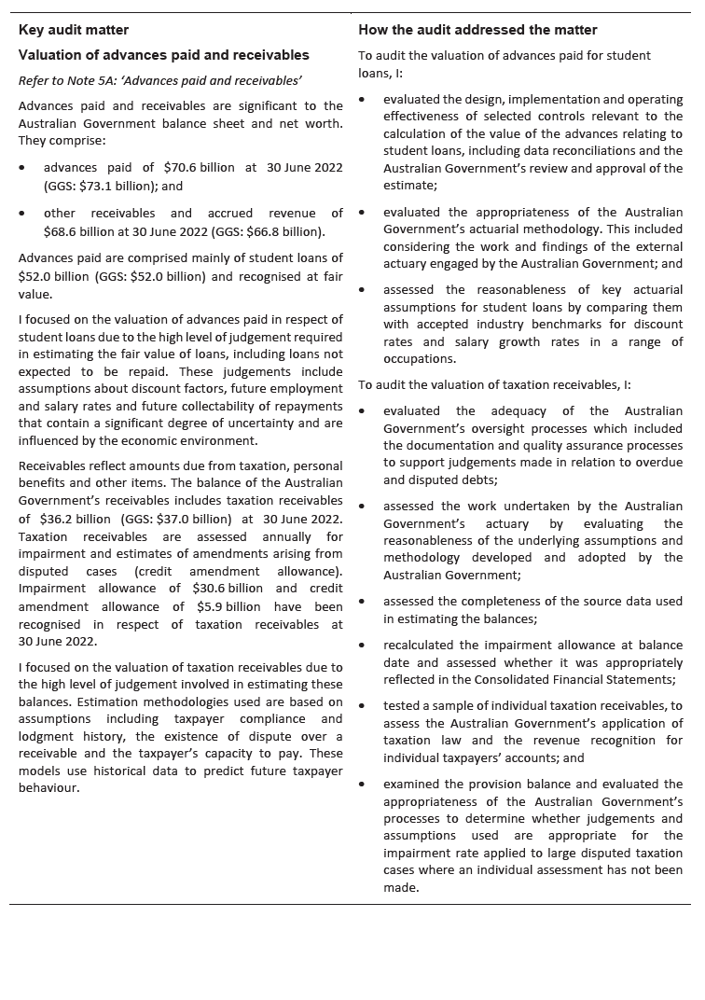 Key audit matter
Valuation of advances paid and receivables
Refer to Note 5A: ‘Advances paid and receivables’
Advances paid and receivables are significant to the
Australian Government balance sheet and net worth.
They comprise:
• advances paid of $70.6 billion at 30 June 2022
(GGS: $73.1 billion); and
• other receivables and accrued revenue of
$68.6 billion at 30 June 2022 (GGS: $66.8 billion).
Advances paid are comprised mainly of student loans of
$52.0 billion (GGS: $52.0 billion) and recognised at fair
value.
I focused on the valuation of advances paid in respect of
student loans due to the high level of judgement required
in estimating the fair value of loans, including loans not
expected to be repaid. These judgements include
assumptions about discount factors, future employment
and salary rates and future collectability of repayments
that contain a significant degree of uncertainty and are
influenced by the economic environment.
Receivables reflect amounts due from taxation, personal
benefits and other items. The balance of the Australian
Government’s receivables includes taxation receivables
of $36.2 billion (GGS: $37.0 billion) at 30 June 2022.
Taxation receivables are assessed annually for
impairment and estimates of amendments arising from
disputed cases (credit amendment allowance).
Impairment allowance of $30.6 billion and credit
amendment allowance of $5.9 billion have been
recognised in respect of taxation receivables at
30 June 2022.
I focused on the valuation of taxation receivables due to
the high level of judgement involved in estimating these
balances. Estimation methodologies used are based on
assumptions including taxpayer compliance and
lodgment history, the existence of dispute over a
receivable and the taxpayer’s capacity to pay. These
models use historical data to predict future taxpayer
behaviour.
How the audit addressed the matter
To audit the valuation of advances paid for student
loans, I:
• evaluated the design, implementation and operating
effectiveness of selected controls relevant to the
calculation of the value of the advances relating to
student loans, including data reconciliations and the
Australian Government’s review and approval of the
estimate;
• evaluated the appropriateness of the Australian
Government’s actuarial methodology. This included
considering the work and findings of the external
actuary engaged by the Australian Government; and
• assessed the reasonableness of key actuarial
assumptions for student loans by comparing them
with accepted industry benchmarks for discount
rates and salary growth rates in a range of
occupations.
To audit the valuation of taxation receivables, I:
• evaluated the adequacy of the Australian
Government’s oversight processes which included
the documentation and quality assurance processes
to support judgements made in relation to overdue
and disputed debts;
• assessed the work undertaken by the Australian
Government’s actuary by evaluating the
reasonableness of the underlying assumptions and
methodology developed and adopted by the
Australian Government;
• assessed the completeness of the source data used
in estimating the balances;
• recalculated the impairment allowance at balance
date and assessed whether it was appropriately
reflected in the Consolidated Financial Statements;
• tested a sample of individual taxation receivables, to
assess the Australian Government’s application of
taxation law and the revenue recognition for
individual taxpayers’ accounts; and
• examined the provision balance and evaluated the
appropriateness of the Australian Government’s
processes to determine whether judgements and
assumptions used are appropriate for the
impairment rate applied to large disputed taxation
cases where an individual assessment has not been
made.